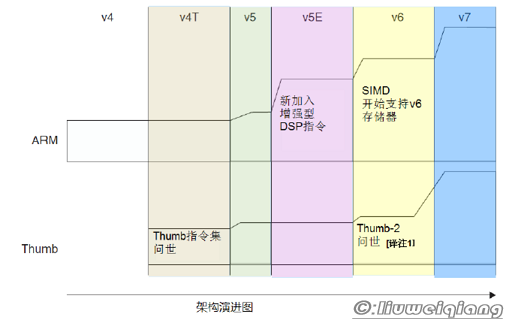 v4 v4T v5 v5E v6 v7
新加入
增强型
DSP指令
SIMD
开始支持v6
存储器
ARM
Thumb指令集
问世
Thumb-2
问世 [译注1]
Thumb
架构演进图
©:liuweiqiang